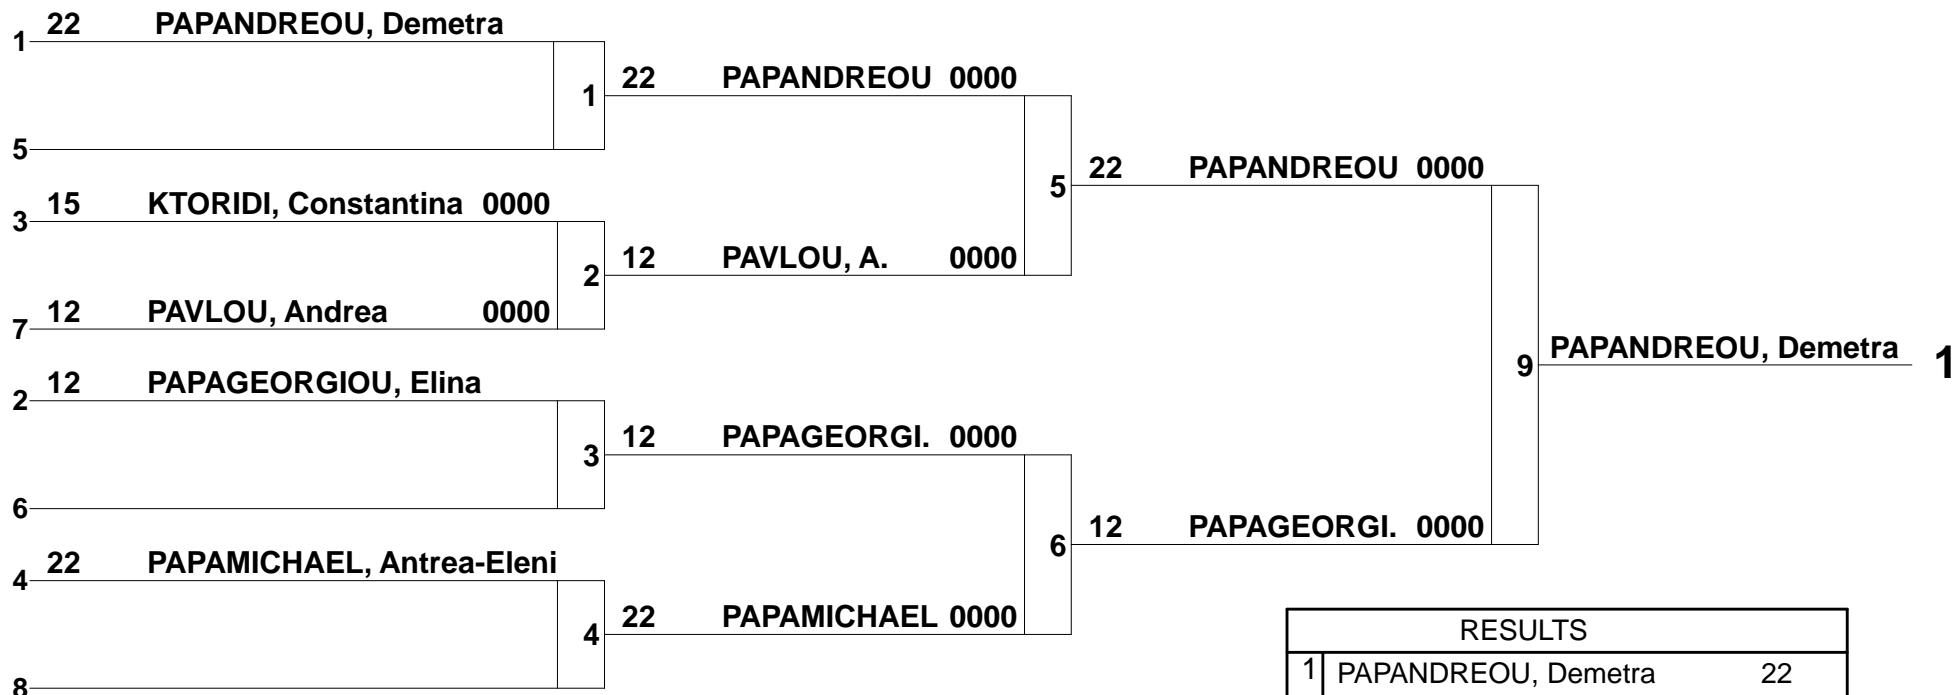 1 22 PAPANDREOU, Demetra
1 22 PAPANDREOU 0000
5
5 22 PAPANDREOU 0000
3 15 KTORIDI, Constantina 0000
2 12 PAVLOU, A. 0000
7 12 PAVLOU, Andrea 0000
9 PAPANDREOU, Demetra 1
2 12 PAPAGEORGIOU, Elina
3 12 PAPAGEORGI. 0000
6
6 12 PAPAGEORGI. 0000
4 22 PAPAMICHAEL, Antrea-Eleni
4 22 PAPAMICHAEL 0000
8
RESULTS
1 PAPANDREOU, Demetra 22